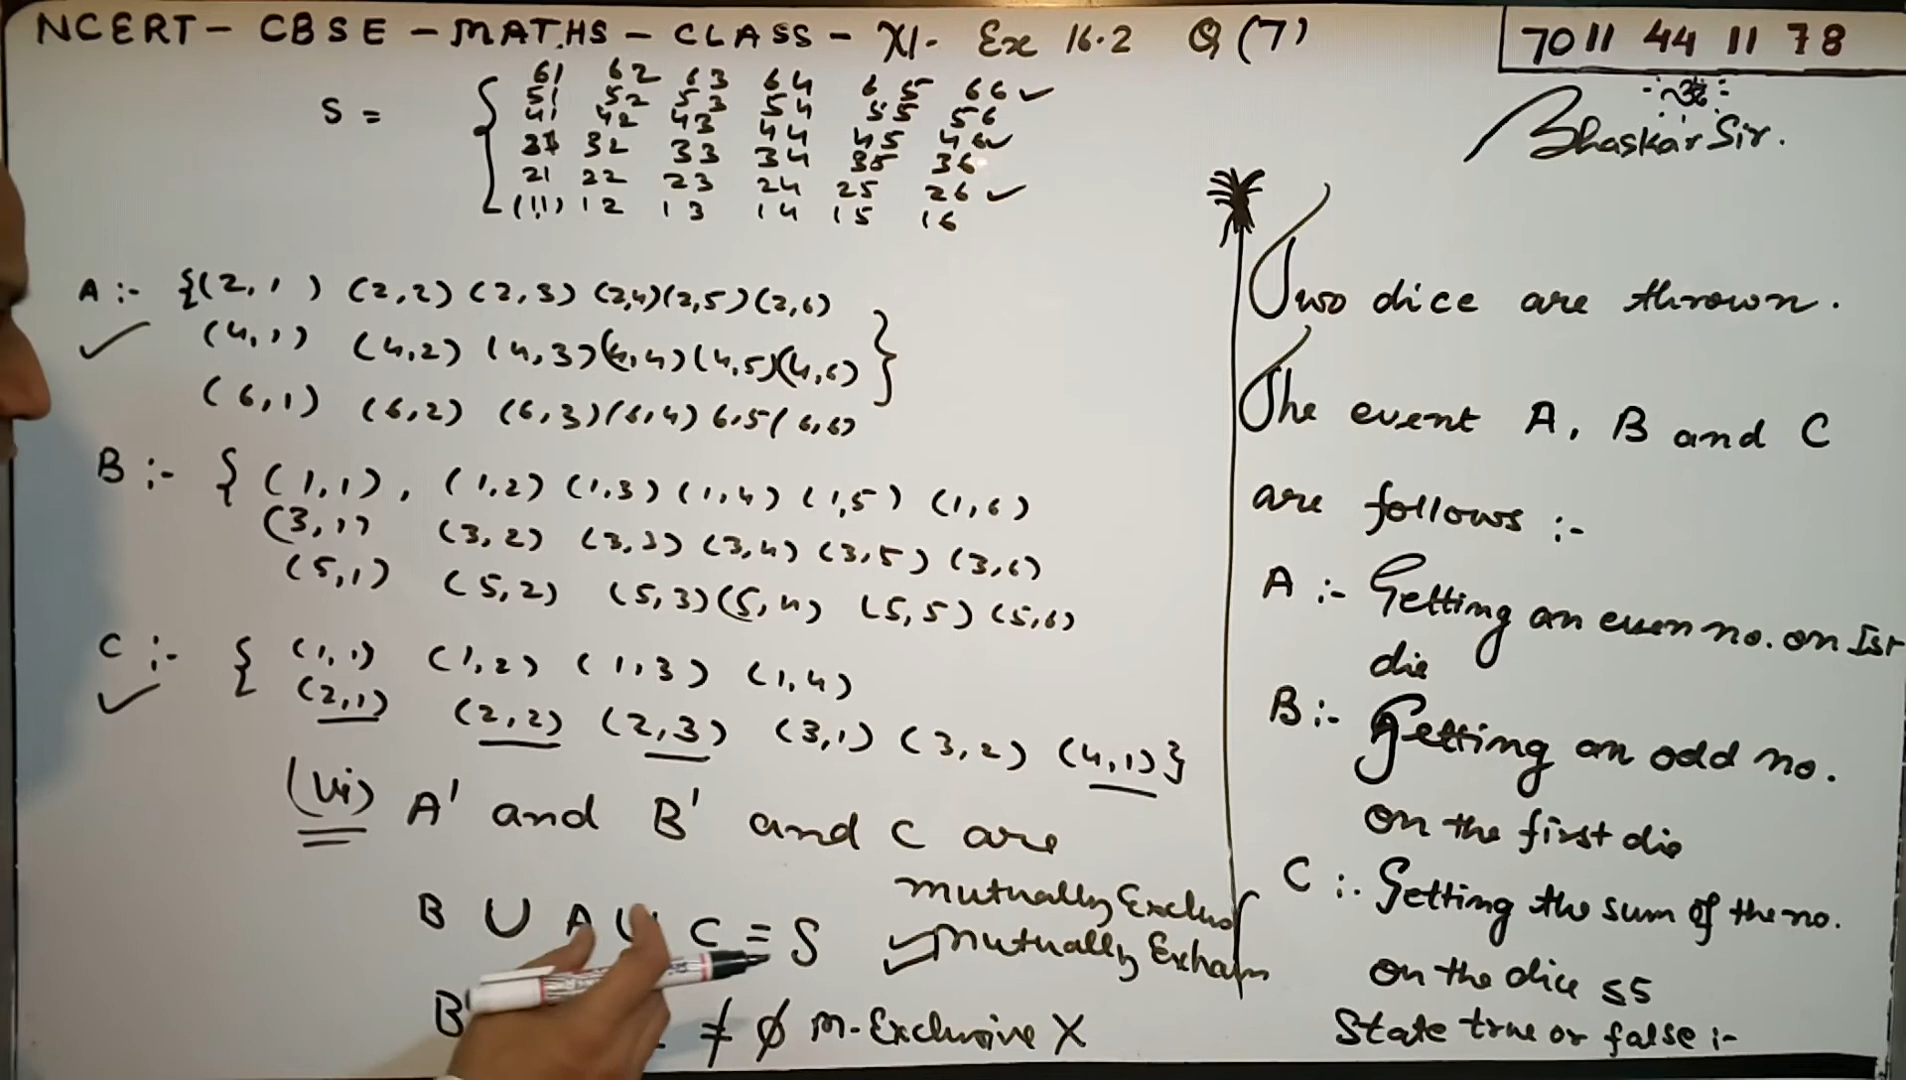 NCERT - CBSE - MATHS - CLASS - XI - Ex 16.2 Q (7)
70 11 44 11 78
Bhaskar Sir.
S = {
61 62 63 64 65 66 ✓
51 52 53 54 55 56
41 42 43 44 45 46 ✓
31 32 33 34 35 36
21 22 23 24 25 26 ✓
(1,1) 12 13 14 15 16
A :- {(2,1) (2,2) (2,3) (2,4) (2,5) (2,6)
✓ (4,1) (4,2) (4,3) (4,4) (4,5) (4,6) }
(6,1) (6,2) (6,3) (6,4) 6,5 (6,6)
B :- { (1,1), (1,2) (1,3) (1,4) (1,5) (1,6)
(3,1) (3,2) (3,3) (3,4) (3,5) (3,6)
(5,1) (5,2) (5,3) (5,4) (5,5) (5,6)
C :- { (1,1) (1,2) (1,3) (1,4)
✓ (2,1) (2,2) (2,3) (3,1) (3,2) (4,1)}
(vi) A' and B' and C are
mutually Exclus
B U A U C = S ✓ mutually Exhaus
B ≠ ϕ m-Exclusive X
Two dice are thrown.
The event A, B and C
are follows :-
A :- Getting an even no. on Ist
die
B :- Getting an odd no.
on the first die
C :- Getting the sum of the no.
on the dice ≤5
State true or false :-